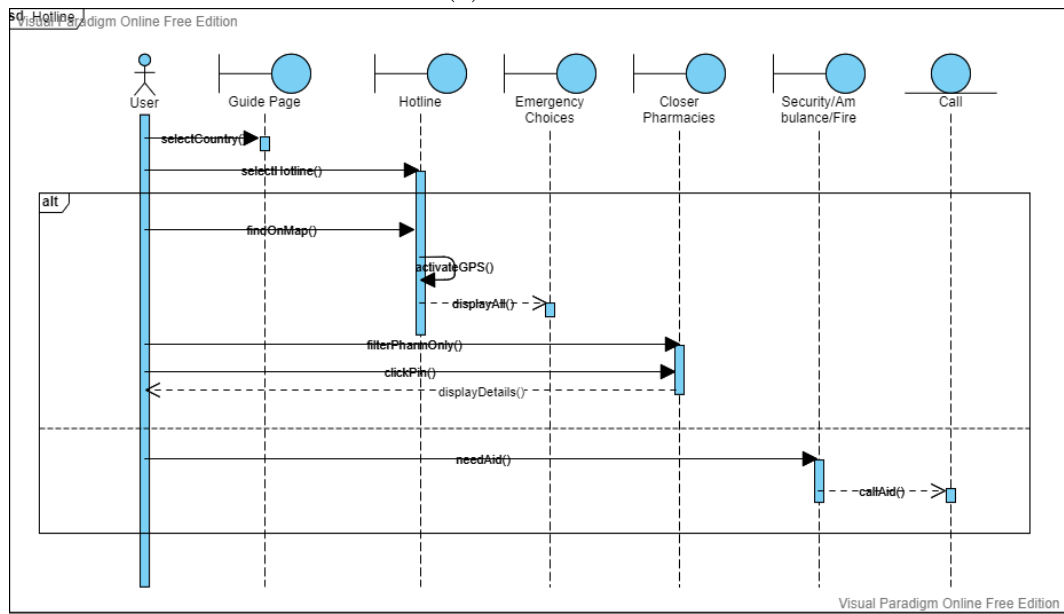 sd Hotline
Visual Paradigm Online Free Edition
User
Guide Page
Hotline
Emergency
Choices
Closer
Pharmacies
Security/Am
bulance/Fire
Call
selectCountry()
selectHotline()
alt
findOnMap()
activateGPS()
displayAll()
filterPharmOnly()
clickPin()
displayDetails()
needAid()
callAid()
Visual Paradigm Online Free Edition